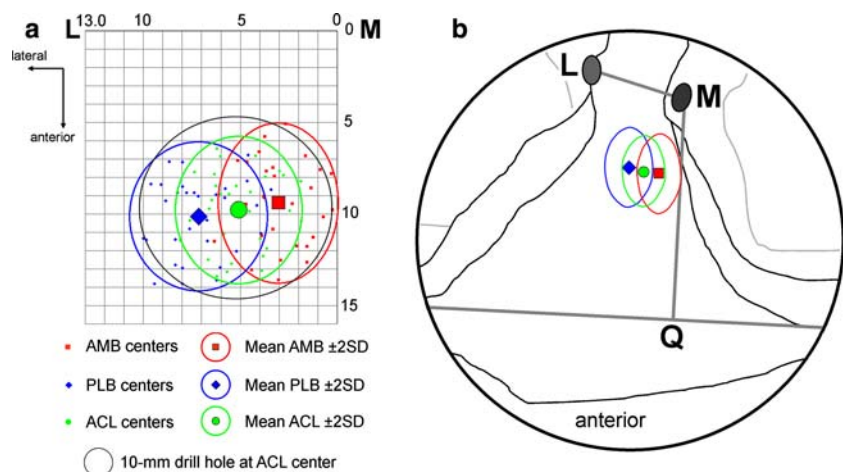 a
L 13.0 10 5 0 M
0
lateral
anterior
5
10
15
AMB centers
Mean AMB ±2SD
PLB centers
Mean PLB ±2SD
ACL centers
Mean ACL ±2SD
10-mm drill hole at ACL center
b
L
M
Q
anterior